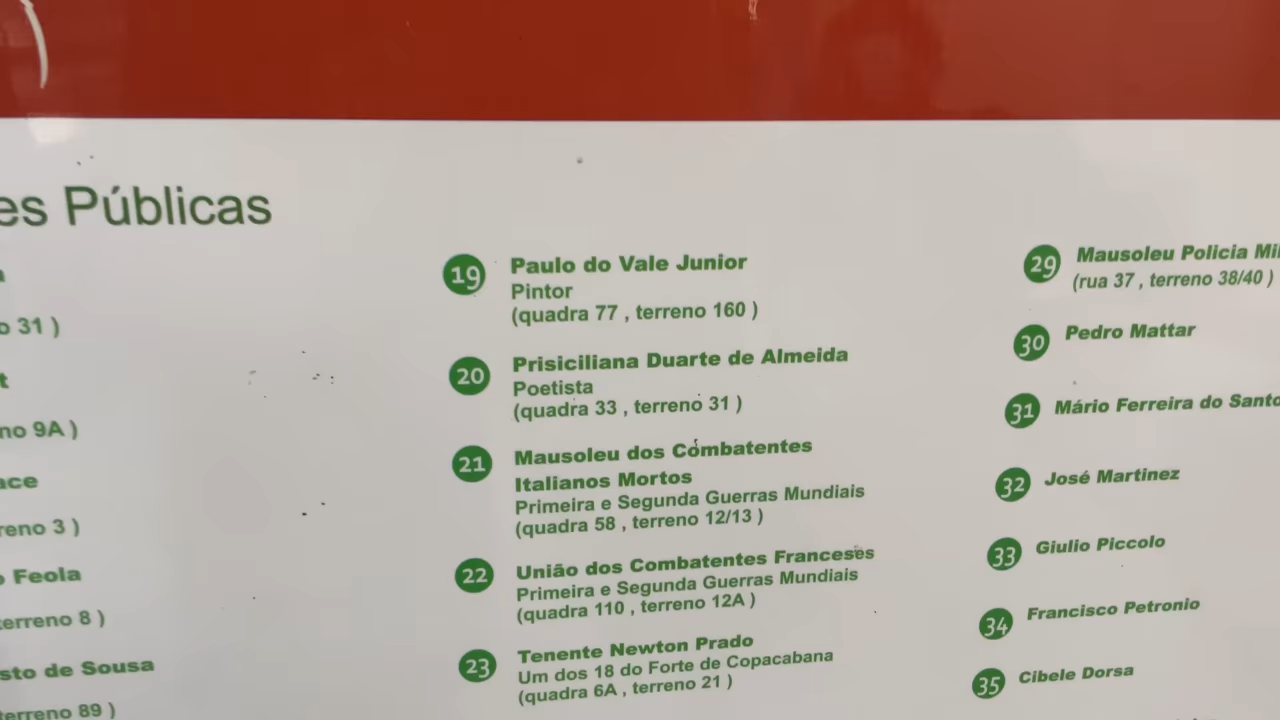 es Públicas
o 31 )
no 9A )
ace
reno 3 )
Feola
terreno 8 )
sto de Sousa
terreno 89 )
19 Paulo do Vale Junior
Pintor
(quadra 77 , terreno 160 )
20 Prisiciliana Duarte de Almeida
Poetista
(quadra 33 , terreno 31 )
21 Mausoleu dos Combatentes
Italianos Mortos
Primeira e Segunda Guerras Mundiais
(quadra 58 , terreno 12/13 )
22 União dos Combatentes Franceses
Primeira e Segunda Guerras Mundiais
(quadra 110 , terreno 12A )
23 Tenente Newton Prado
Um dos 18 do Forte de Copacabana
(quadra 6A , terreno 21 )
29 Mausoleu Policia Mil
(rua 37 , terreno 38/40 )
30 Pedro Mattar
31 Mário Ferreira do Santo
32 José Martinez
33 Giulio Piccolo
34 Francisco Petronio
35 Cibele Dorsa